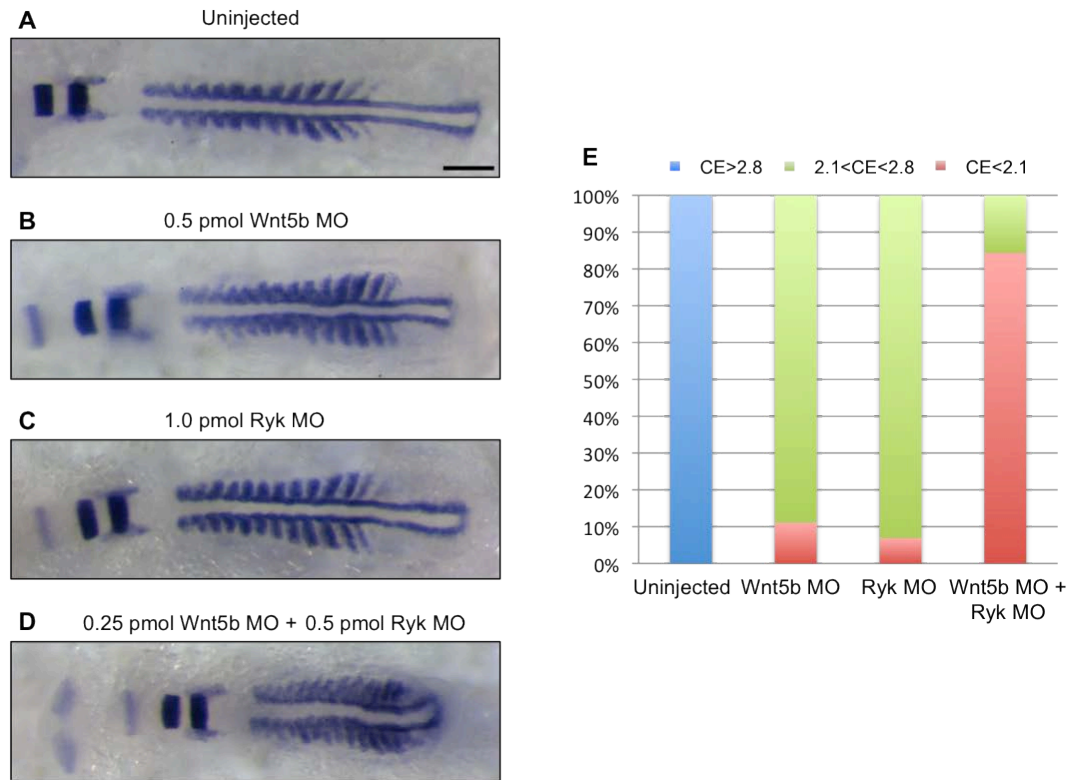 A
Uninjected
B
0.5 pmol Wnt5b MO
C
1.0 pmol Ryk MO
D
0.25 pmol Wnt5b MO + 0.5 pmol Ryk MO
E
CE>2.8
2.1<CE<2.8
CE<2.1
100%
90%
80%
70%
60%
50%
40%
30%
20%
10%
0%
Uninjected
Wnt5b MO
Ryk MO
Wnt5b MO +
Ryk MO